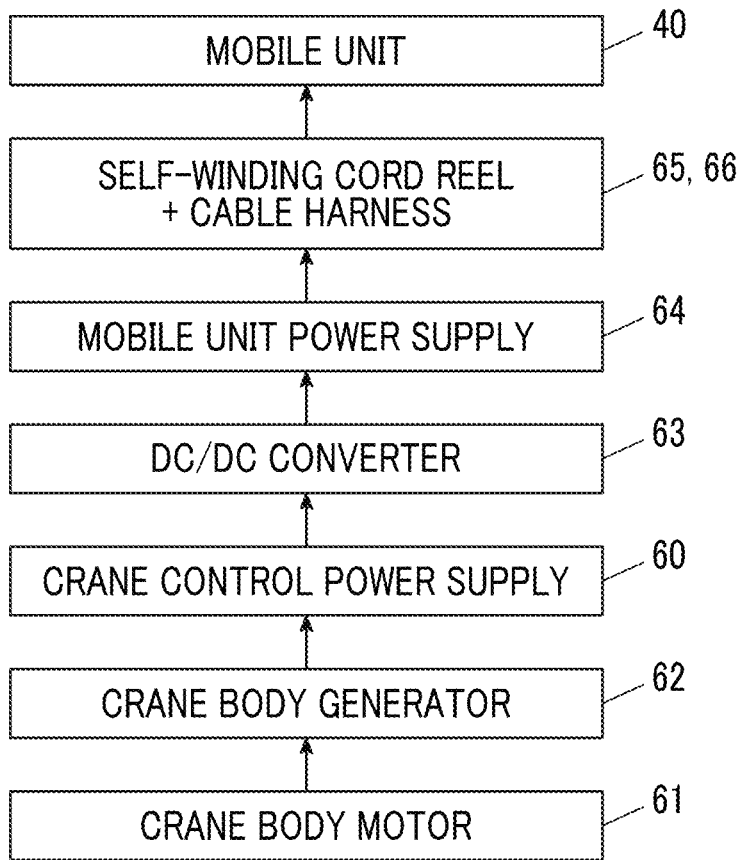 MOBILE UNIT
40
SELF-WINDING CORD REEL
+ CABLE HARNESS
65, 66
MOBILE UNIT POWER SUPPLY
64
DC/DC CONVERTER
63
CRANE CONTROL POWER SUPPLY
60
CRANE BODY GENERATOR
62
CRANE BODY MOTOR
61